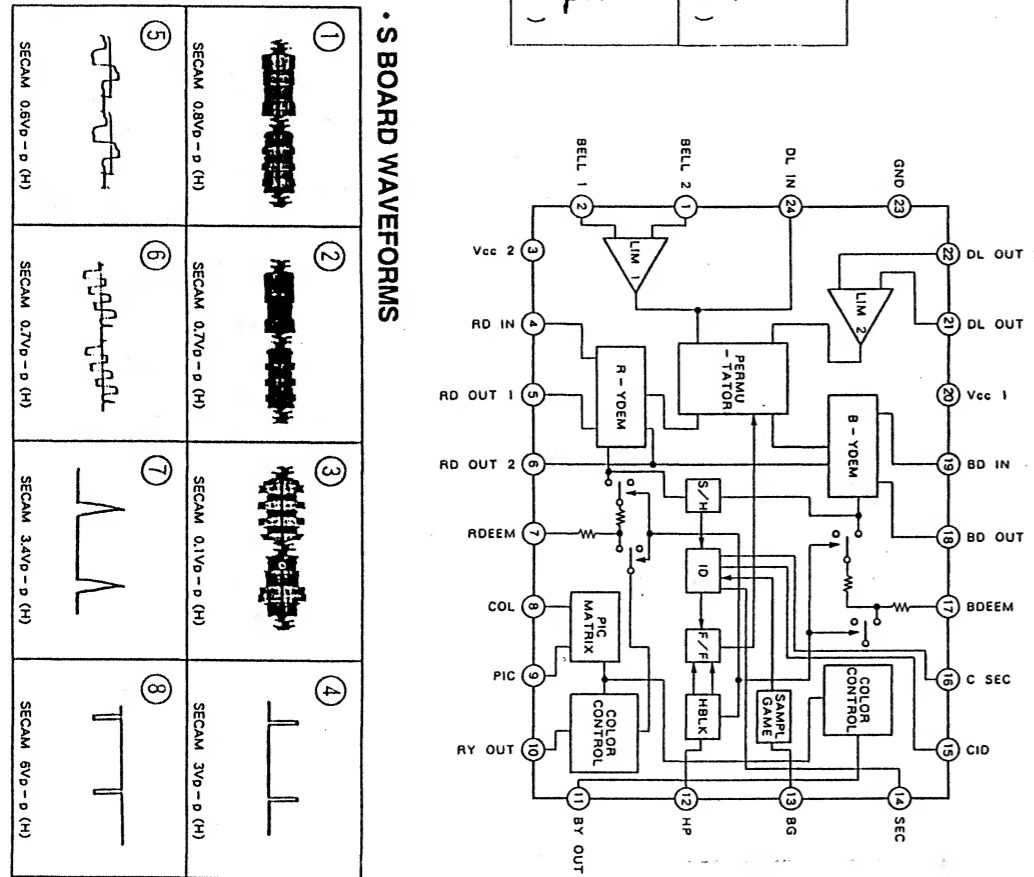 • S BOARD WAVEFORMS
①
SECAM 0.8Vp-p (H)
②
SECAM 0.7Vp-p (H)
③
SECAM 0.1Vp-p (H)
④
SECAM 3Vp-p (H)
⑤
SECAM 0.6Vp-p (H)
⑥
SECAM 0.7Vp-p (H)
⑦
SECAM 3.4Vp-p (H)
⑧
SECAM 6Vp-p (H)
BELL 1
2
BELL 2
1
DL IN
24
GND
23
Vcc 2
3
RD IN
4
RD OUT 1
5
RD OUT 2
6
RDEEM
7
COL
8
PIC
9
RY OUT
10
22
DL OUT
21
DL OUT
20
Vcc 1
19
BD IN
18
BD OUT
17
BDEEM
16
C SEC
15
CID
11
BY OUT
12
HP
13
BG
14
SEC
LIM 1
LIM 2
PERMU
-TATOR
R-YDEM
B-YDEM
S/H
ID
F/F
HBLK
SAMPL
GAME
PIC
MATRIX
COLOR
CONTROL
COLOR
CONTROL